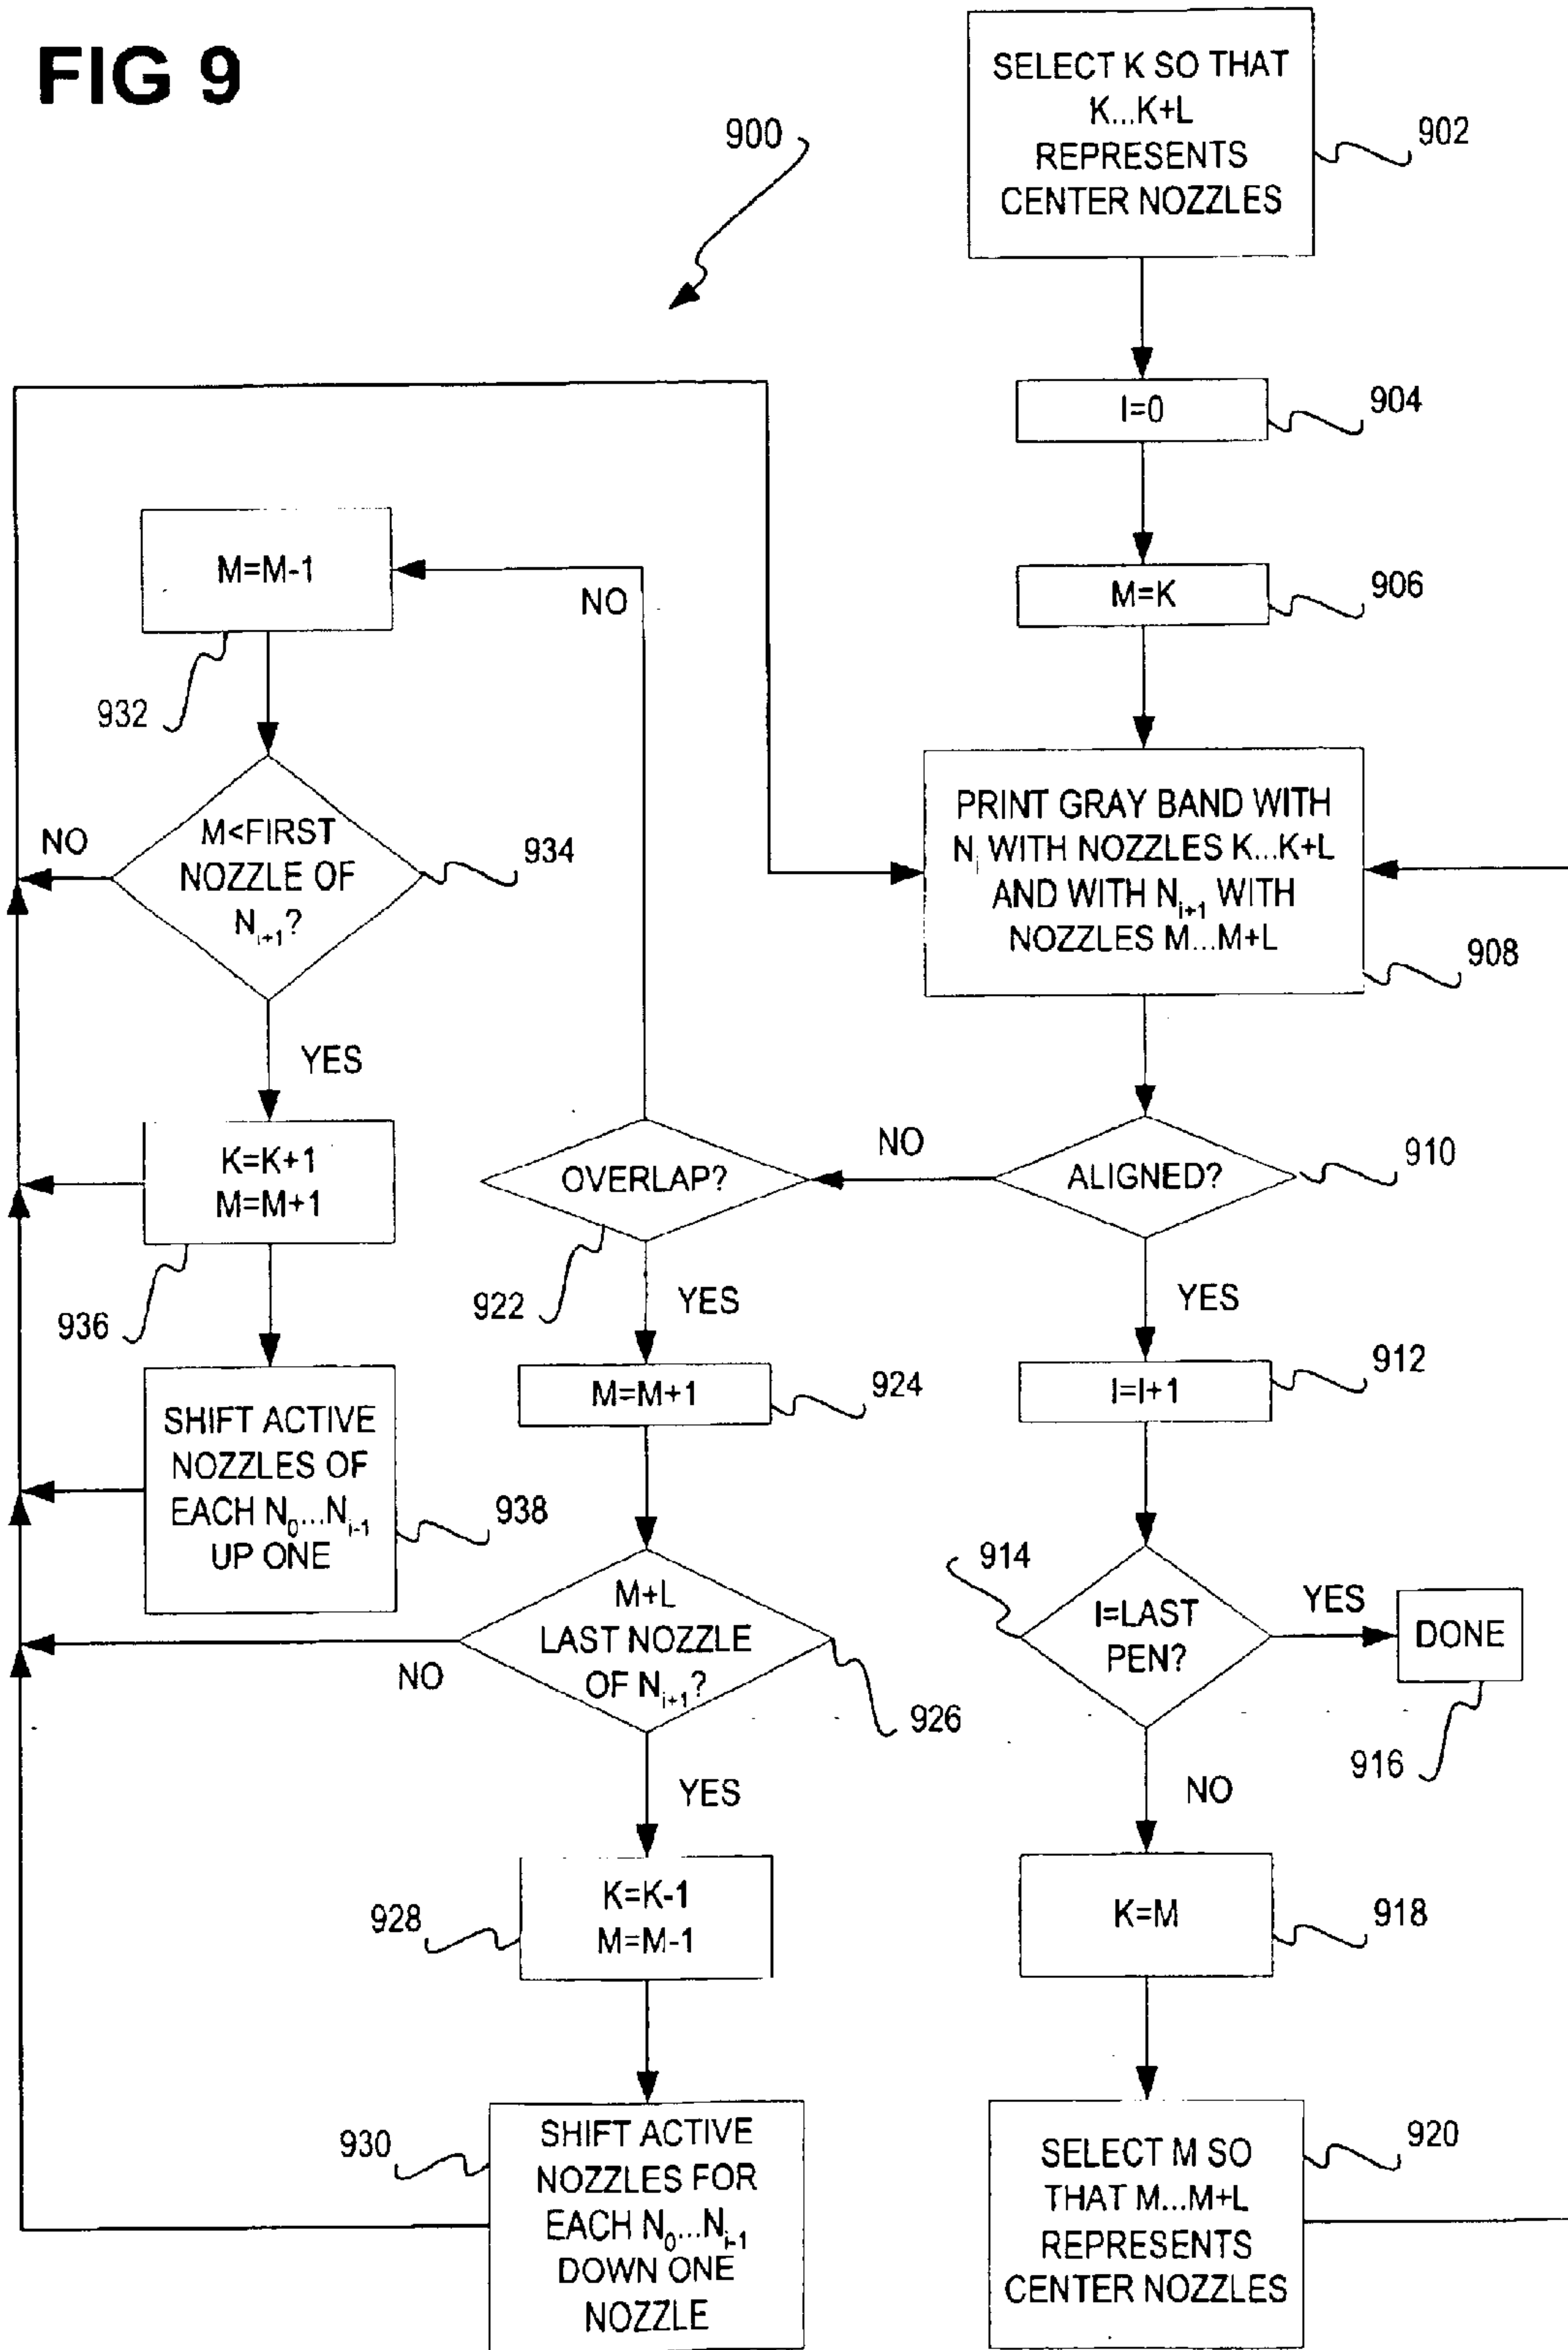 FIG 9
900
SELECT K SO THAT
K...K+L
REPRESENTS
CENTER NOZZLES
902
I=0
904
M=K
906
PRINT GRAY BAND WITH
Ni WITH NOZZLES K...K+L
AND WITH Ni+1 WITH
NOZZLES M...M+L
908
ALIGNED?
910
NO
YES
I=I+1
912
I=LAST
PEN?
914
YES
DONE
916
NO
K=M
918
SELECT M SO
THAT M...M+L
REPRESENTS
CENTER NOZZLES
920
OVERLAP?
922
NO
YES
M=M+1
924
M+L
LAST NOZZLE
OF Ni+1?
926
NO
YES
K=K-1
M=M-1
928
SHIFT ACTIVE
NOZZLES FOR
EACH N0...Ni-1
DOWN ONE
NOZZLE
930
M=M-1
932
M<FIRST
NOZZLE OF
Ni+1?
934
NO
YES
K=K+1
M=M+1
936
SHIFT ACTIVE
NOZZLES OF
EACH N0...Ni-1
UP ONE
938